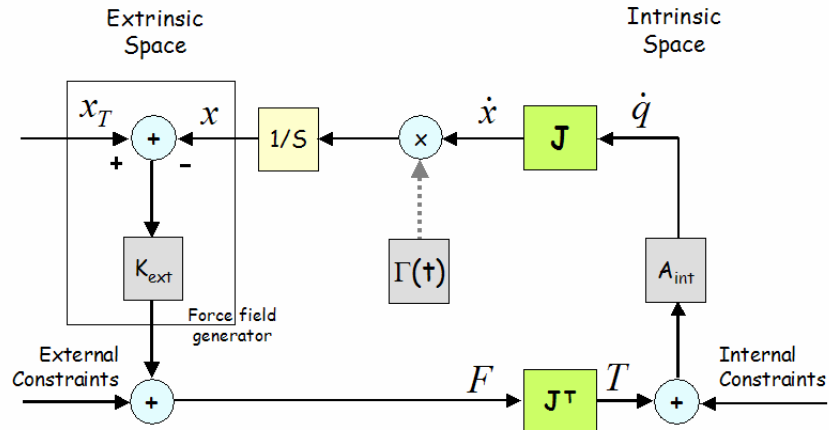 Extrinsic
Space
Intrinsic
Space
x_T
x
ẋ
q̇
+
1/S
x
J
+
-
K_ext
Γ(t)
A_int
Force field
generator
External
Constraints
Internal
Constraints
F
T
+
J^T
+